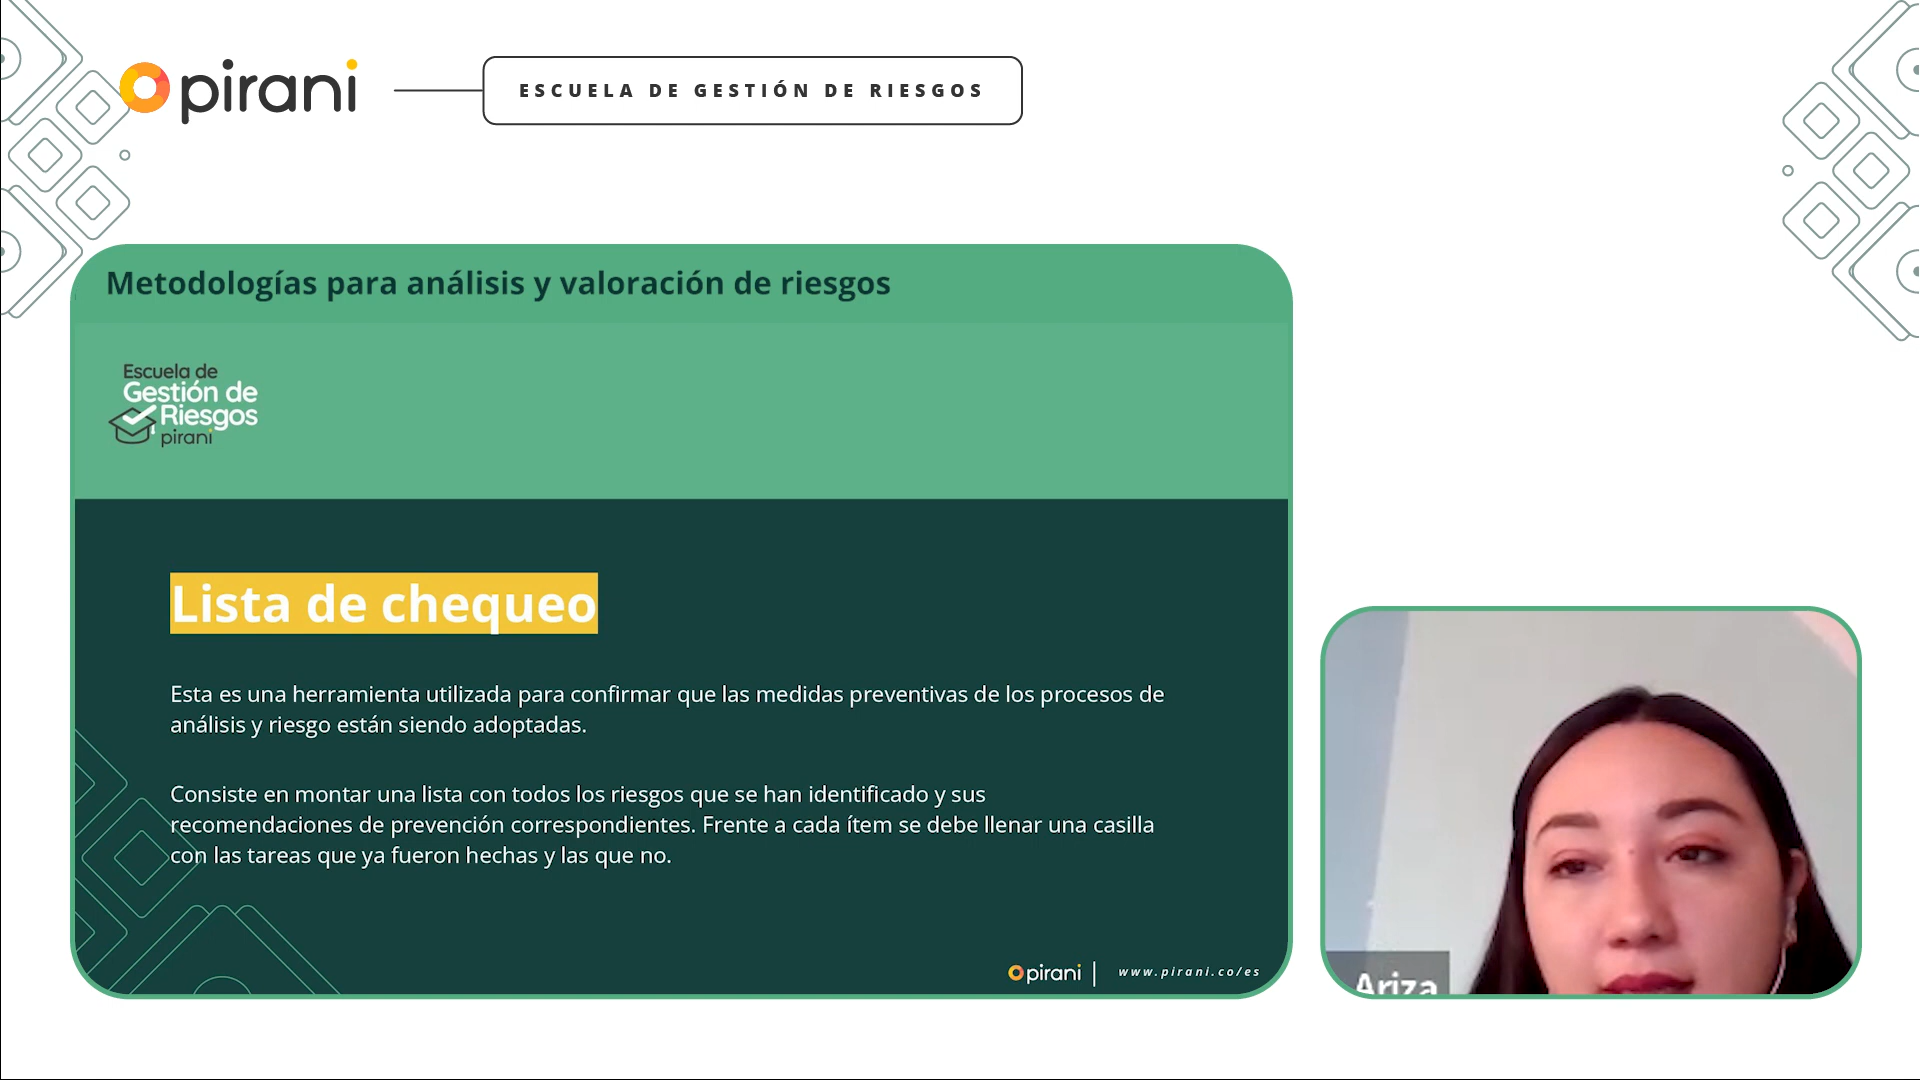 pirani
ESCUELA DE GESTIÓN DE RIESGOS
Metodologías para análisis y valoración de riesgos
Escuela de
Gestión de
Riesgos
pirani
Lista de chequeo
Esta es una herramienta utilizada para confirmar que las medidas preventivas de los procesos de
análisis y riesgo están siendo adoptadas.
Consiste en montar una lista con todos los riesgos que se han identificado y sus
recomendaciones de prevención correspondientes. Frente a cada ítem se debe llenar una casilla
con las tareas que ya fueron hechas y las que no.
pirani
www.pirani.co/es
Ariza